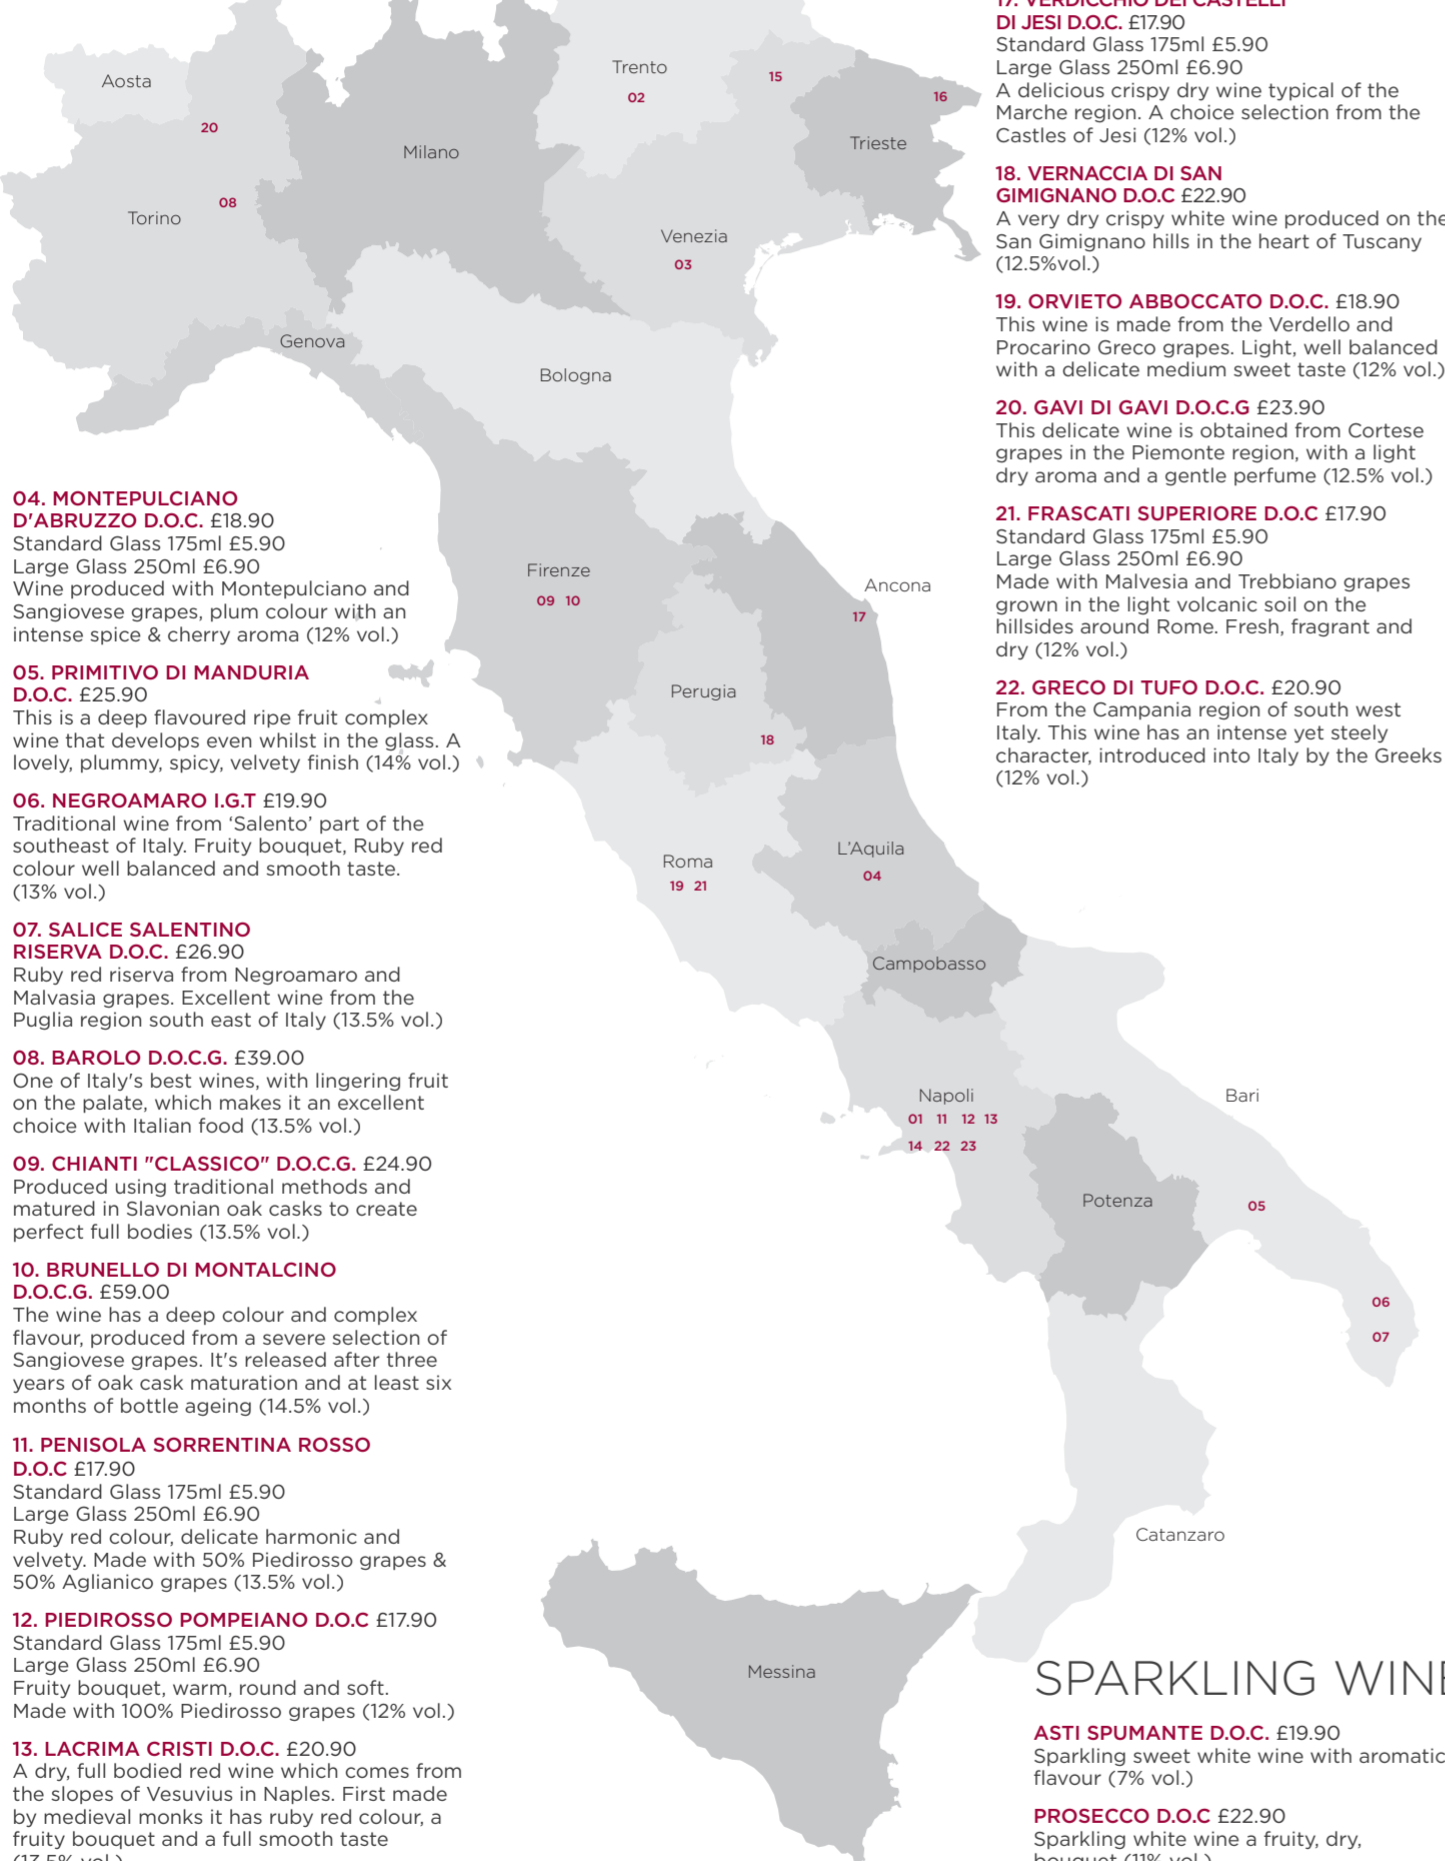 Aosta
Trento
02
15
16
20
Milano
Trieste
08
Torino
Venezia
03
Genova
Bologna
Firenze
09 10
Ancona
17
Perugia
18
Roma
19 21
L'Aquila
04
Campobasso
Napoli
01 11 12 13
14 22 23
Bari
Potenza
05
06
07
Catanzaro
Messina
04. MONTEPULCIANO
D'ABRUZZO D.O.C. £18.90
Standard Glass 175ml £5.90
Large Glass 250ml £6.90
Wine produced with Montepulciano and
Sangiovese grapes, plum colour with an
intense spice & cherry aroma (12% vol.)
05. PRIMITIVO DI MANDURIA
D.O.C. £25.90
This is a deep flavoured ripe fruit complex
wine that develops even whilst in the glass. A
lovely, plummy, spicy, velvety finish (14% vol.)
06. NEGROAMARO I.G.T £19.90
Traditional wine from ‘Salento’ part of the
southeast of Italy. Fruity bouquet, Ruby red
colour well balanced and smooth taste.
(13% vol.)
07. SALICE SALENTINO
RISERVA D.O.C. £26.90
Ruby red riserva from Negroamaro and
Malvasia grapes. Excellent wine from the
Puglia region south east of Italy (13.5% vol.)
08. BAROLO D.O.C.G. £39.00
One of Italy's best wines, with lingering fruit
on the palate, which makes it an excellent
choice with Italian food (13.5% vol.)
09. CHIANTI "CLASSICO" D.O.C.G. £24.90
Produced using traditional methods and
matured in Slavonian oak casks to create
perfect full bodies (13.5% vol.)
10. BRUNELLO DI MONTALCINO
D.O.C.G. £59.00
The wine has a deep colour and complex
flavour, produced from a severe selection of
Sangiovese grapes. It's released after three
years of oak cask maturation and at least six
months of bottle ageing (14.5% vol.)
11. PENISOLA SORRENTINA ROSSO
D.O.C £17.90
Standard Glass 175ml £5.90
Large Glass 250ml £6.90
Ruby red colour, delicate harmonic and
velvety. Made with 50% Piedirosso grapes &
50% Aglianico grapes (13.5% vol.)
12. PIEDIROSSO POMPEIANO D.O.C £17.90
Standard Glass 175ml £5.90
Large Glass 250ml £6.90
Fruity bouquet, warm, round and soft.
Made with 100% Piedirosso grapes (12% vol.)
13. LACRIMA CRISTI D.O.C. £20.90
A dry, full bodied red wine which comes from
the slopes of Vesuvius in Naples. First made
by medieval monks it has ruby red colour, a
fruity bouquet and a full smooth taste
(13.5% vol.)
17. VERDICCHIO DEI CASTELLI
DI JESI D.O.C. £17.90
Standard Glass 175ml £5.90
Large Glass 250ml £6.90
A delicious crispy dry wine typical of the
Marche region. A choice selection from the
Castles of Jesi (12% vol.)
18. VERNACCIA DI SAN
GIMIGNANO D.O.C £22.90
A very dry crispy white wine produced on the
San Gimignano hills in the heart of Tuscany
(12.5%vol.)
19. ORVIETO ABBOCCATO D.O.C. £18.90
This wine is made from the Verdello and
Procarino Greco grapes. Light, well balanced
with a delicate medium sweet taste (12% vol.)
20. GAVI DI GAVI D.O.C.G £23.90
This delicate wine is obtained from Cortese
grapes in the Piemonte region, with a light
dry aroma and a gentle perfume (12.5% vol.)
21. FRASCATI SUPERIORE D.O.C £17.90
Standard Glass 175ml £5.90
Large Glass 250ml £6.90
Made with Malvesia and Trebbiano grapes
grown in the light volcanic soil on the
hillsides around Rome. Fresh, fragrant and
dry (12% vol.)
22. GRECO DI TUFO D.O.C. £20.90
From the Campania region of south west
Italy. This wine has an intense yet steely
character, introduced into Italy by the Greeks
(12% vol.)
SPARKLING WINE
ASTI SPUMANTE D.O.C. £19.90
Sparkling sweet white wine with aromatic
flavour (7% vol.)
PROSECCO D.O.C £22.90
Sparkling white wine a fruity, dry,
bouquet (11% vol.)